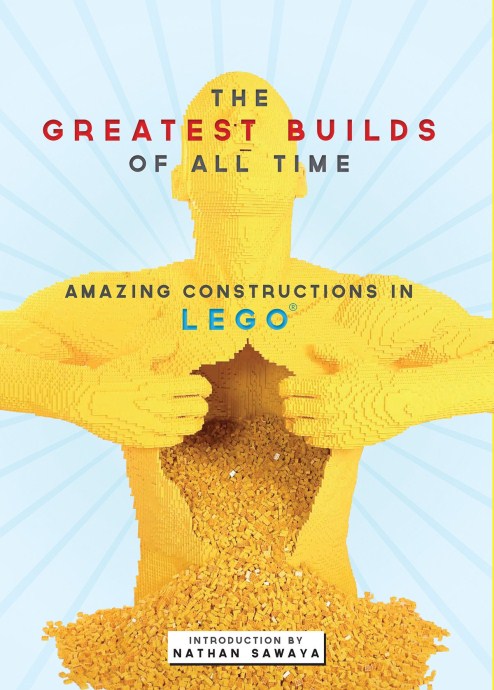 THE
GREATEST BUILDS
OF ALL TIME
AMAZING CONSTRUCTIONS IN
LEGO®
INTRODUCTION BY
NATHAN SAWAYA